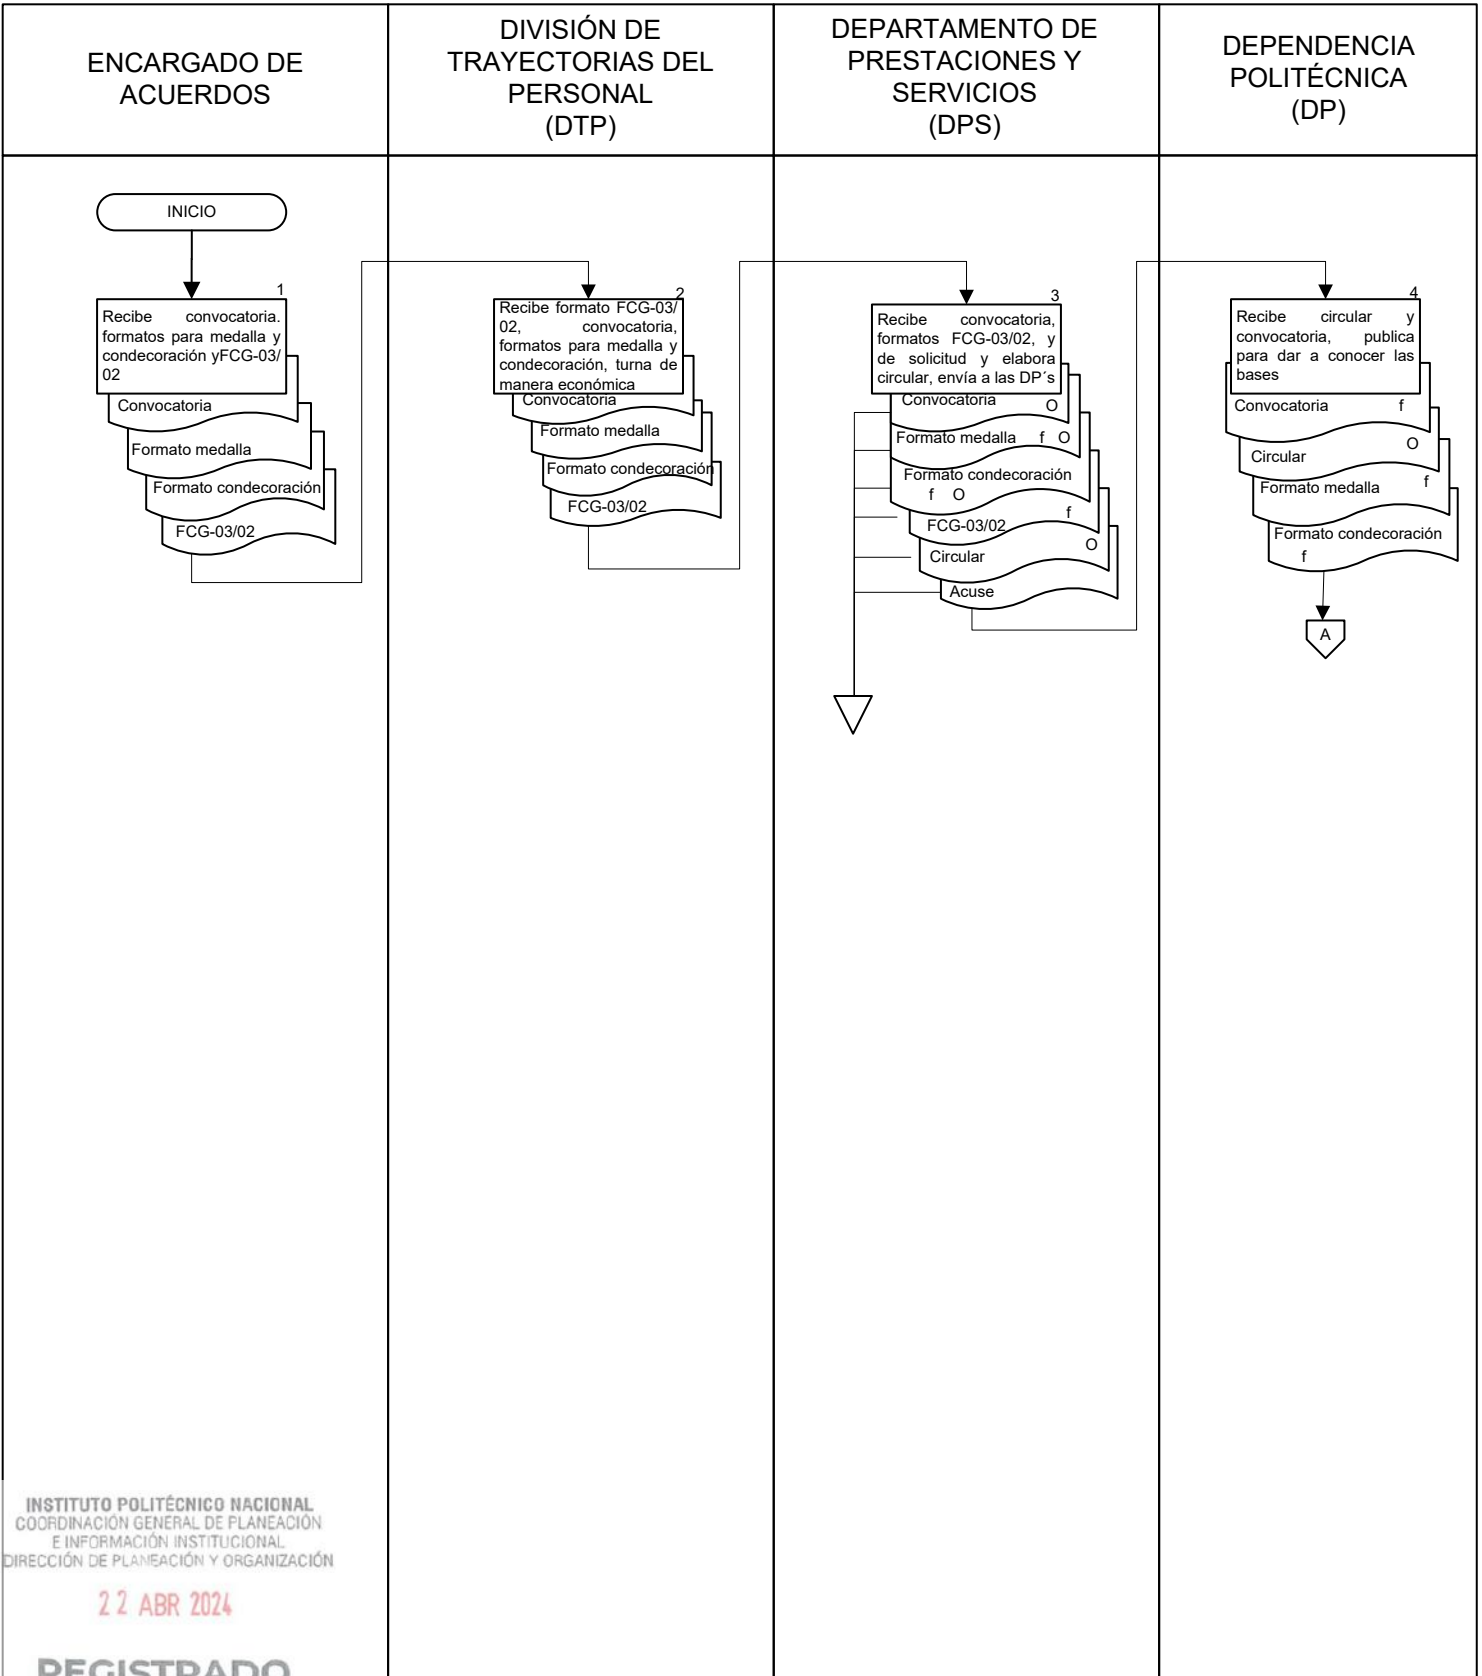 ENCARGADO DE
ACUERDOS
DIVISIÓN DE
TRAYECTORIAS DEL
PERSONAL
(DTP)
DEPARTAMENTO DE
PRESTACIONES Y
SERVICIOS
(DPS)
DEPENDENCIA
POLITÉCNICA
(DP)
INICIO
1
Recibe convocatoria.
formatos para medalla y
condecoración yFCG-03/
02
Convocatoria
Formato medalla
Formato condecoración
FCG-03/02
2
Recibe formato FCG-03/
02, convocatoria,
formatos para medalla y
condecoración, turna de
manera económica
Convocatoria
Formato medalla
Formato condecoración
FCG-03/02
3
Recibe convocatoria,
formatos FCG-03/02, y
de solicitud y elabora
circular, envía a las DP´s
Convocatoria O
Formato medalla f O
Formato condecoración
f O
FCG-03/02 f
Circular O
Acuse
4
Recibe circular y
convocatoria, publica
para dar a conocer las
bases
Convocatoria f
Circular O
Formato medalla f
Formato condecoración
f
A
INSTITUTO POLITÉCNICO NACIONAL
COORDINACIÓN GENERAL DE PLANEACIÓN
E INFORMACIÓN INSTITUCIONAL
DIRECCIÓN DE PLANEACIÓN Y ORGANIZACIÓN
22 ABR 2024
REGISTRADO